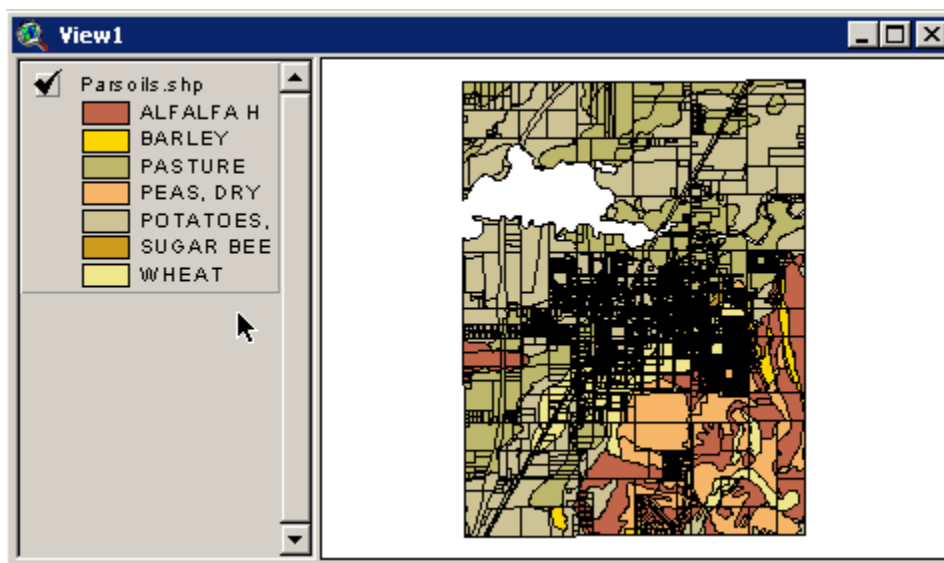 View1
Parsoils.shp
ALFALFA H
BARLEY
PASTURE
PEAS, DRY
POTATOES,
SUGAR BEE
WHEAT